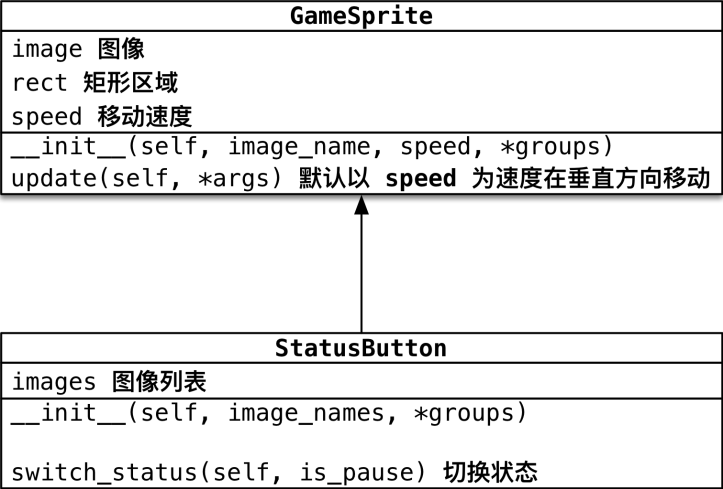 GameSprite
image 图像
rect 矩形区域
speed 移动速度
__init__(self, image_name, speed, *groups)
update(self, *args) 默认以 speed 为速度在垂直方向移动
StatusButton
images 图像列表
__init__(self, image_names, *groups)
switch_status(self, is_pause) 切换状态